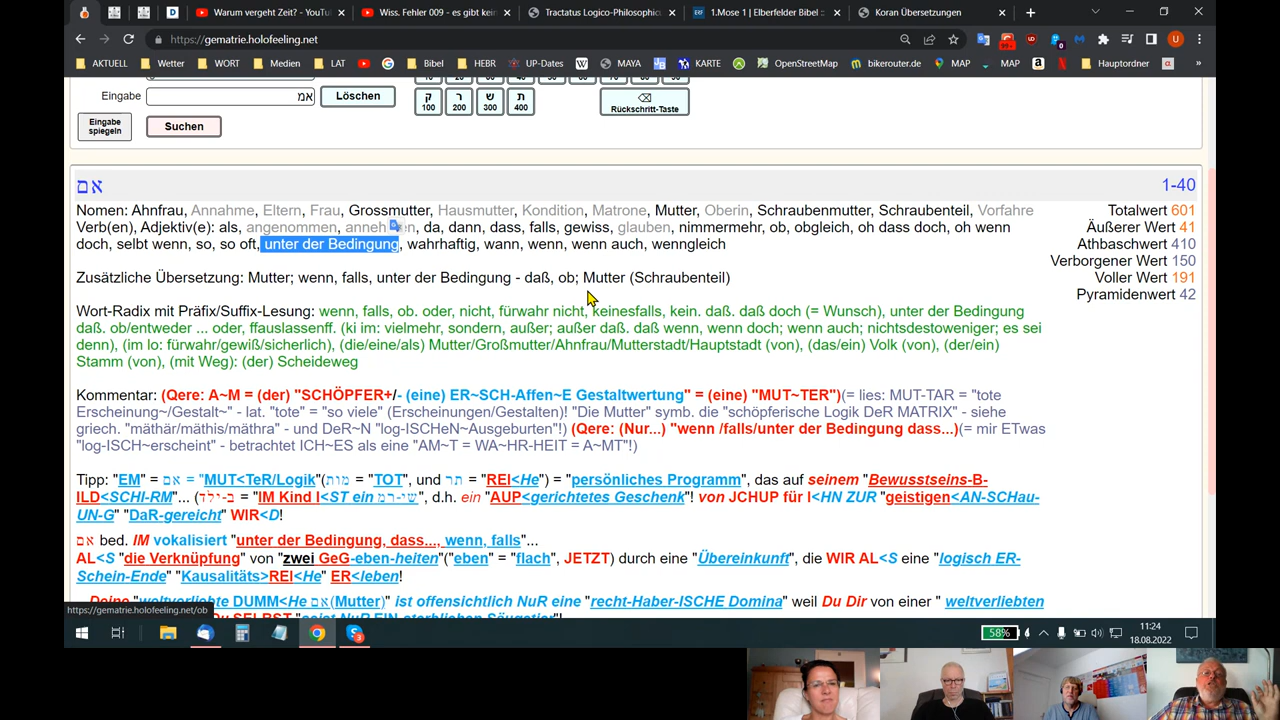 Warum vergeht Zeit? - YouTu
Wiss. Fehler 009 - es gibt kein
Tractatus Logico-Philosophic
1.Mose 1 | Elberfelder Bibel ::
Koran Übersetzungen
https://gematrie.holofeeling.net
AKTUELL Wetter WORT Medien LAT Bibel HEBR UP-Dates MAYA KARTE OpenStreetMap bikerouter.de MAP MAP Hauptordner
Eingabe אמ Löschen
ק 100 ר 200 ש 300 ת 400 Rückschritt-Taste
Eingabe spiegeln Suchen
אמ 1-40
Nomen: Ahnfrau, Annahme, Eltern, Frau, Grossmutter, Hausmutter, Kondition, Matrone, Mutter, Oberin, Schraubenmutter, Schraubenteil, Vorfahre
Verb(en), Adjektiv(e): als, angenommen, da, dann, dass, falls, gewiss, glauben, nimmermehr, ob, obgleich, oh dass doch, oh wenn
doch, selbt wenn, so, so oft, unter der Bedingung, wahrhaftig, wann, wenn, wenn auch, wenngleich
Totalwert 601
Äußerer Wert 41
Athbaschwert 410
Verborgener Wert 150
Voller Wert 191
Pyramidenwert 42
Zusätzliche Übersetzung: Mutter; wenn, falls, unter der Bedingung - daß, ob; Mutter (Schraubenteil)
Wort-Radix mit Präfix/Suffix-Lesung: wenn, falls, ob. oder, nicht, fürwahr nicht, keinesfalls, kein. daß. daß doch (= Wunsch), unter der Bedingung
daß. ob/entweder ... oder, ffauslassenff. (ki im: vielmehr, sondern, außer; außer daß. daß wenn, wenn doch; wenn auch; nichtsdestoweniger; es sei
denn), (im lo: fürwahr/gewiß/sicherlich), (die/eine/als) Mutter/Großmutter/Ahnfrau/Mutterstadt/Hauptstadt (von), (das/ein) Volk (von), (der/ein)
Stamm (von), (mit Weg): (der) Scheideweg
Kommentar: (Qere: A~M = (der) "SCHÖPFER+/- (eine) ER~SCH-Affen~E Gestaltwertung" = (eine) "MUT~TER")(= lies: MUT-TAR = "tote
Erscheinung~/Gestalt~" - lat. "tote" = "so viele" (Erscheinungen/Gestalten)! "Die Mutter" symb. die "schöpferische Logik DeR MATRIX" - siehe
griech. "mäthär/mäthis/mäthra" - und DeR~N "log-ISCHeN~Ausgeburten"!) (Qere: (Nur...) "wenn /falls/unter der Bedingung dass...)(= mir ETwas
"log-ISCH~erscheint" - betrachtet ICH~ES als eine "AM~T = WA~HR-HEIT = A~MT"!)
Tipp: "EM" = אם = "MUT<TeR/Logik"(מות = "TOT", und תר = "REI<He") = "persönliches Programm", das auf seinem "Bewusstseins-B-
ILD<SCHI-RM"... (ב-ילד = "IM Kind I<ST ein שי-רמ", d.h. ein "AUP<gerichtetes Geschenk"! von JCHUP für I<HN ZUR "geistigen<AN-SCHau-
UN-G" "DaR-gereicht" WIR<D!
אם bed. IM vokalisiert "unter der Bedingung, dass..., wenn, falls"...
AL<S "die Verknüpfung" von "zwei GeG-eben-heiten"("eben" = "flach", JETZT) durch eine "Übereinkunft", die WIR AL<S eine "logisch ER-
Schein-Ende" "Kausalitäts>REI<He" ER<leben!
Deine "weltverliebte DUMM<He אם(Mutter)" ist offensichtlich NuR eine "recht-Haber-ISCHE Domina" weil Du Dir von einer " weltverliebten
https://gematrie.holofeeling.net/ob
58%
11:24
18.08.2022